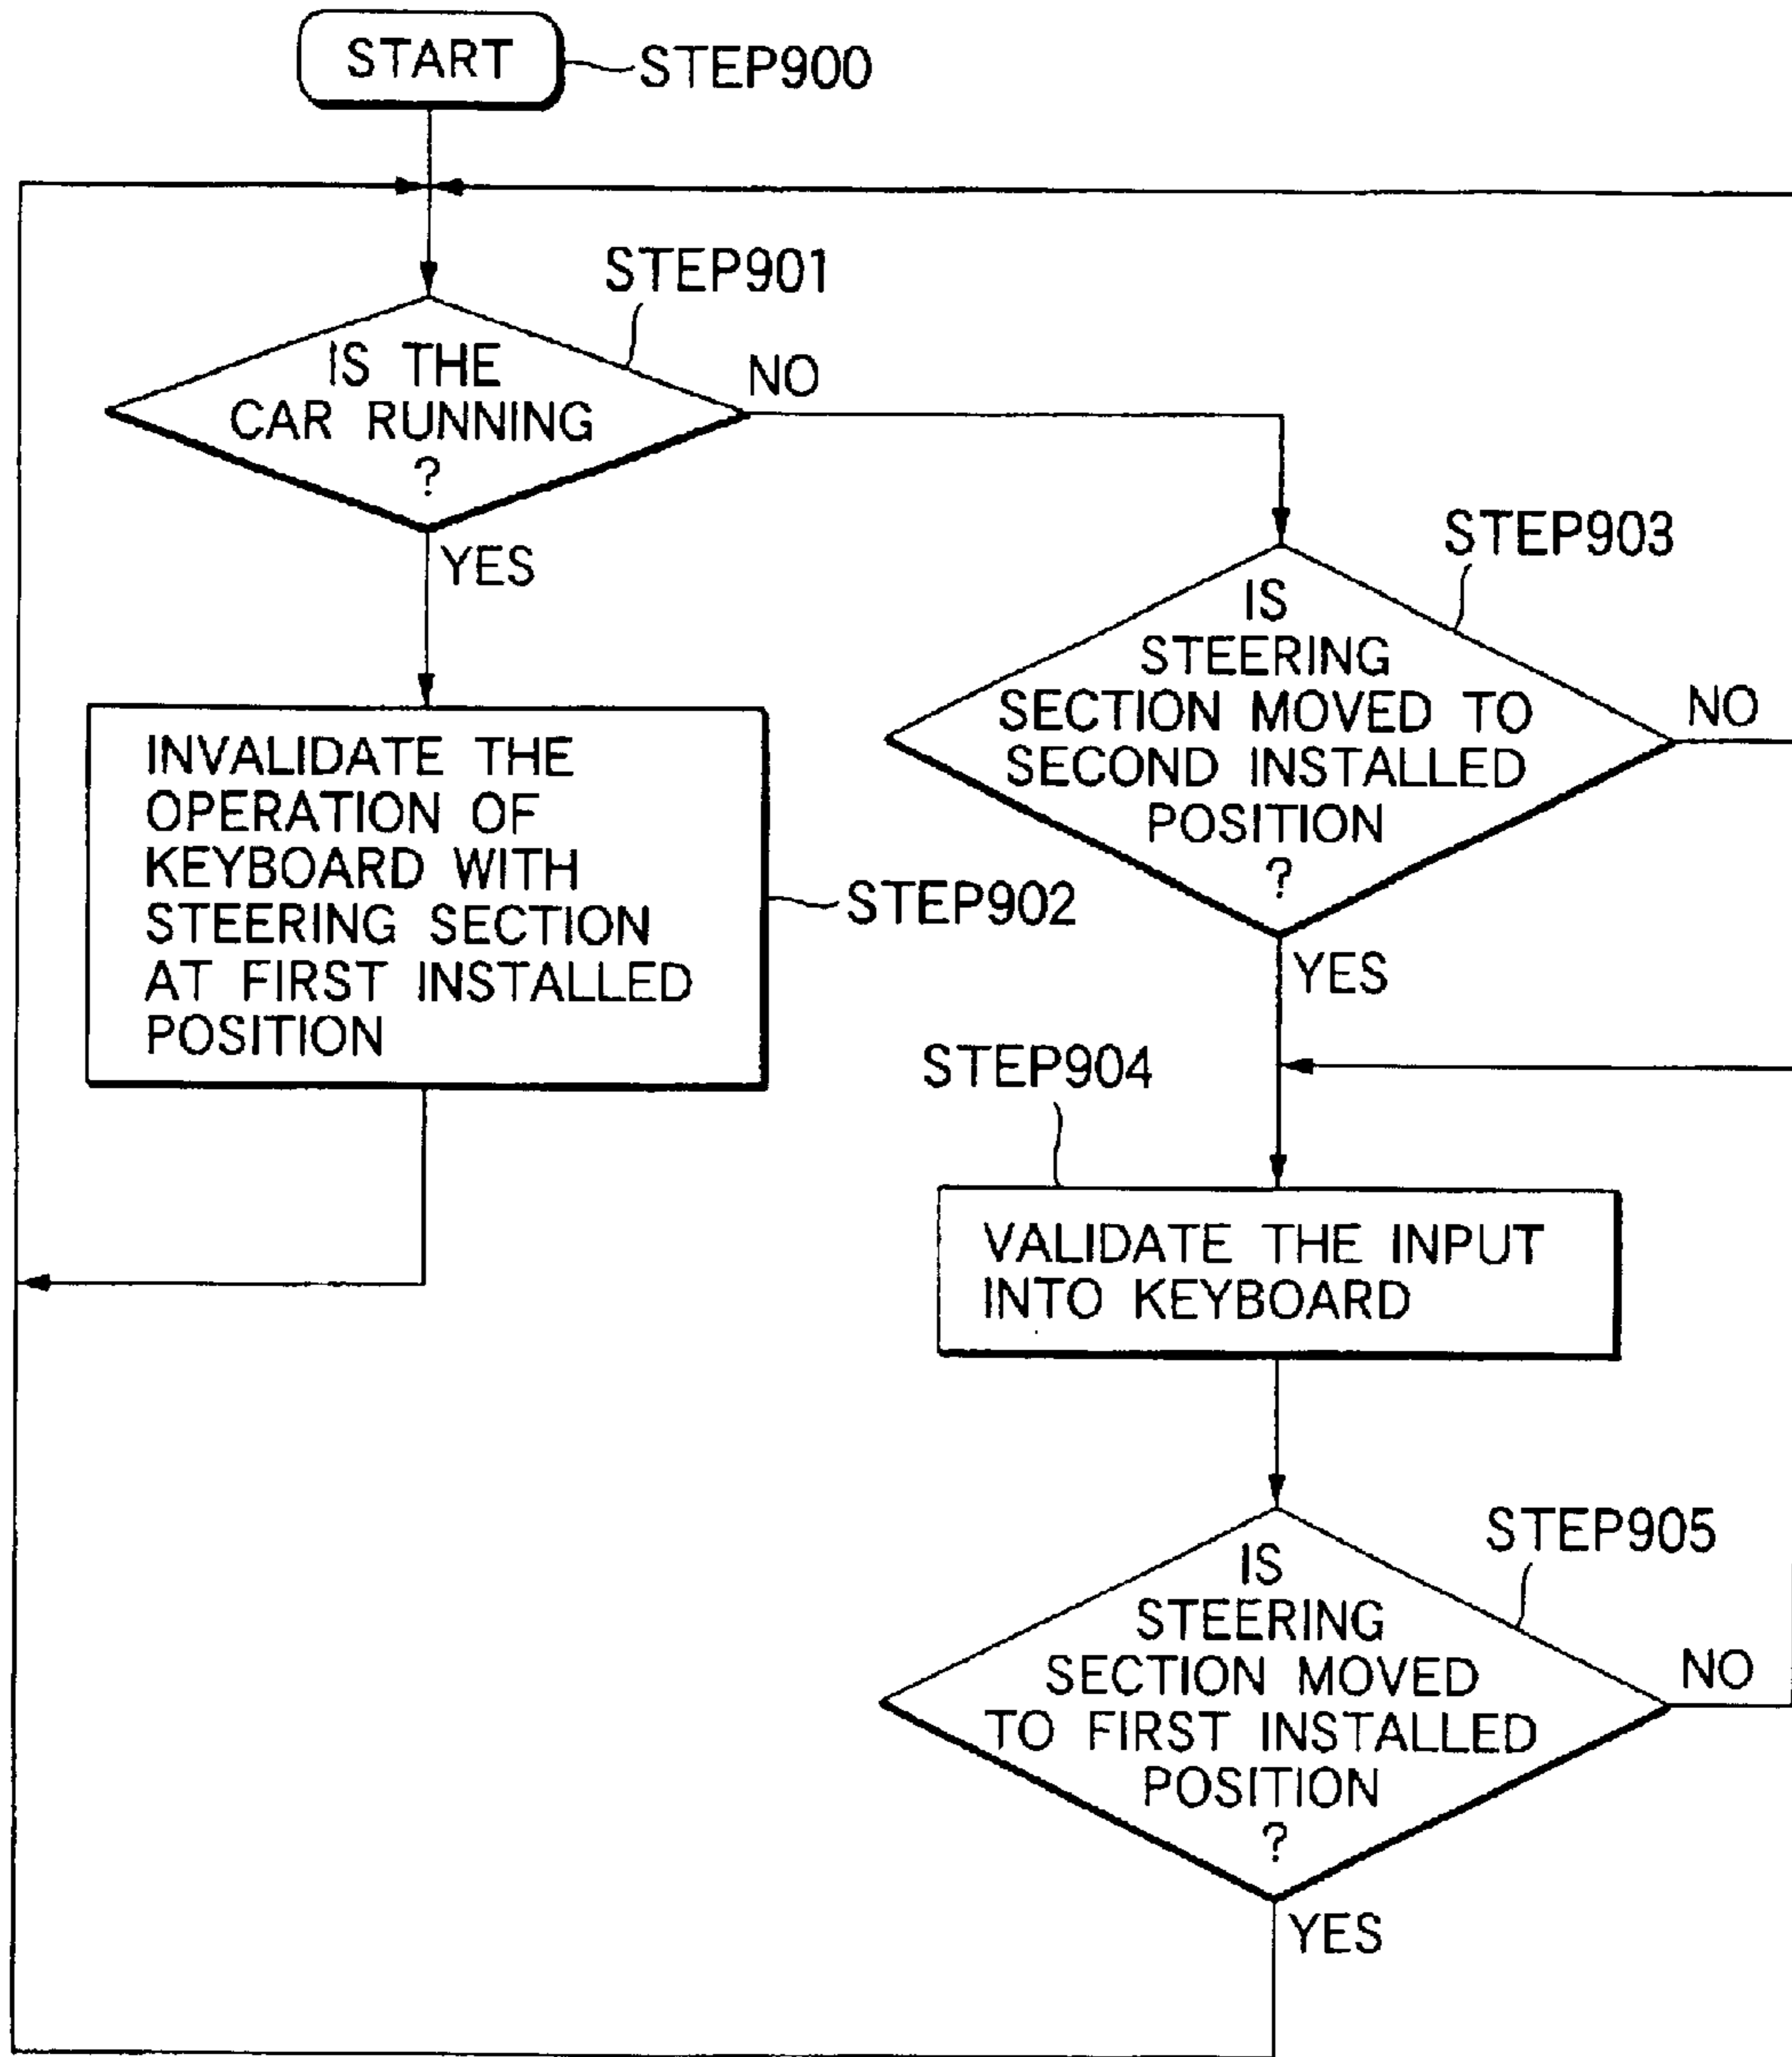 START
STEP900
STEP901
IS THE
CAR RUNNING
?
NO
YES
STEP903
IS
STEERING
SECTION MOVED TO
SECOND INSTALLED
POSITION
?
NO
YES
INVALIDATE THE
OPERATION OF
KEYBOARD WITH
STEERING SECTION
AT FIRST INSTALLED
POSITION
STEP902
STEP904
VALIDATE THE INPUT
INTO KEYBOARD
STEP905
IS
STEERING
SECTION MOVED
TO FIRST INSTALLED
POSITION
?
NO
YES